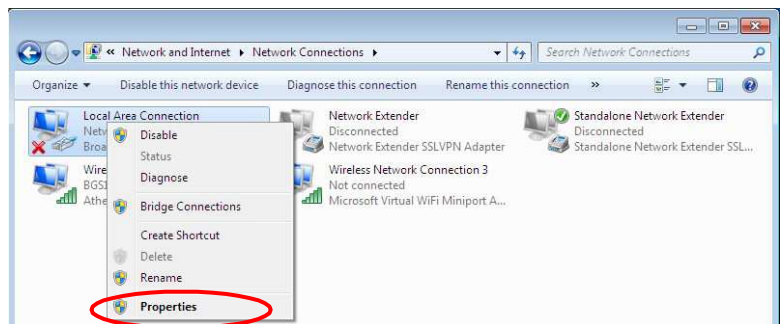 « Network and Internet ▸ Network Connections ▸
Search Network Connections
Organize ▾ Disable this network device Diagnose this connection Rename this connection »
Local Area Connection
Netw
Broa
Network Extender
Disconnected
Network Extender SSLVPN Adapter
Standalone Network Extender
Disconnected
Standalone Network Extender SSL...
Wire
BGS
Athe
Wireless Network Connection 3
Not connected
Microsoft Virtual WiFi Miniport A...
Disable
Status
Diagnose
Bridge Connections
Create Shortcut
Delete
Rename
Properties